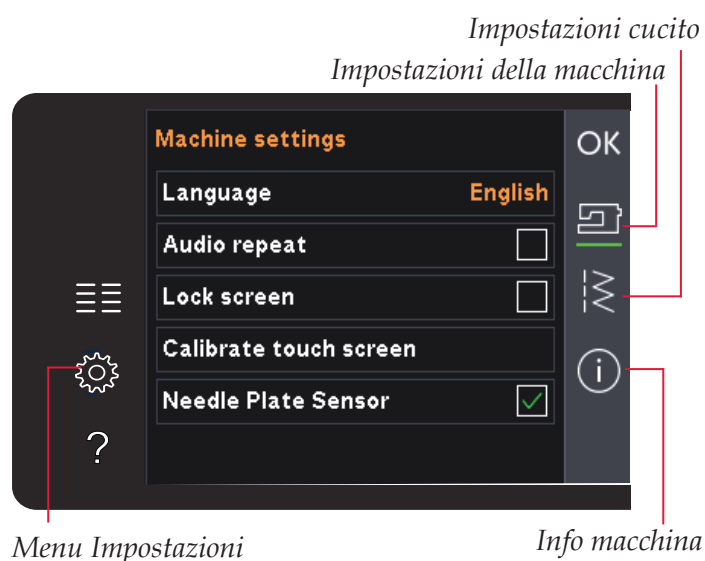 Impostazioni cucito
Impostazioni della macchina
Machine settings
OK
Language English
Audio repeat
Lock screen
Calibrate touch screen
Needle Plate Sensor
i
?
Menu Impostazioni
Info macchina